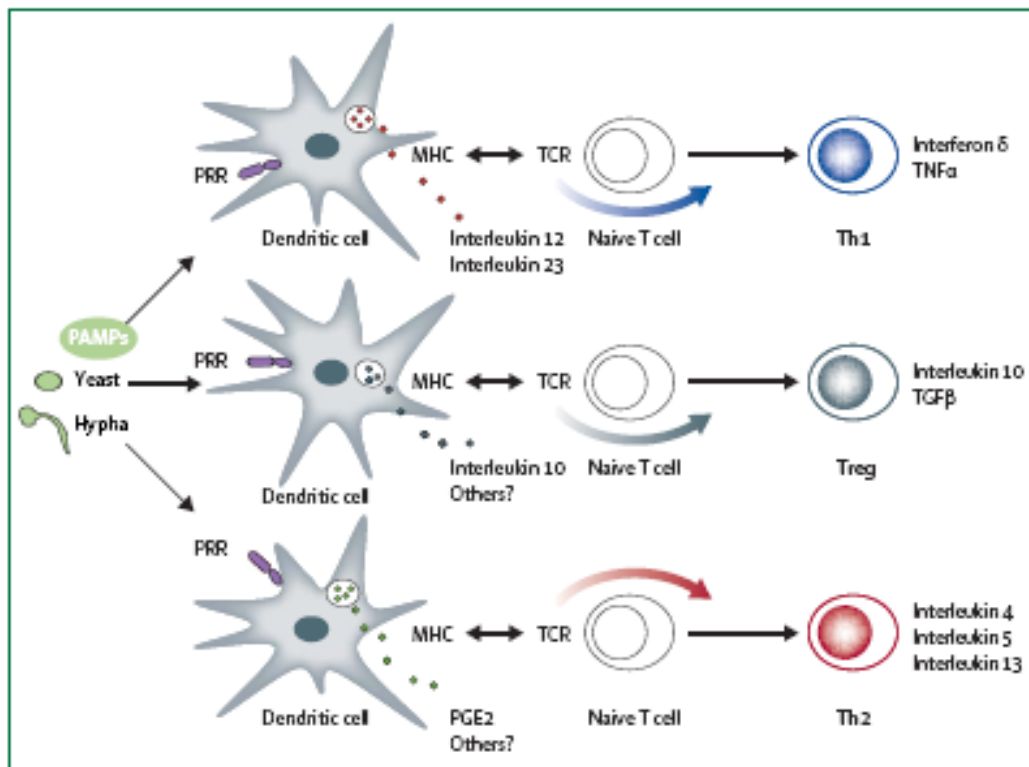 PAMPs
Yeast
Hypha
PRR
Dendritic cell
MHC
TCR
Interleukin 12
Interleukin 23
Naive T cell
Th1
Interferon δ
TNFα
PRR
Dendritic cell
MHC
TCR
Interleukin 10
Others?
Naive T cell
Treg
Interleukin 10
TGFβ
PRR
Dendritic cell
MHC
TCR
PGE2
Others?
Naive T cell
Th2
Interleukin 4
Interleukin 5
Interleukin 13